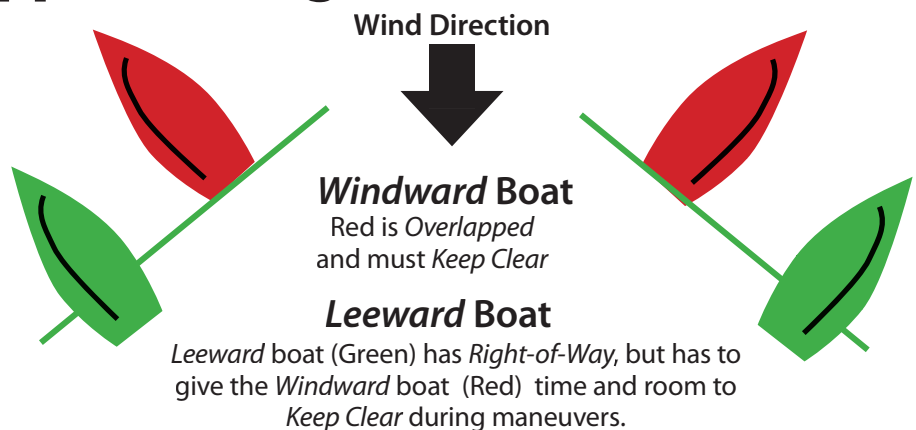 Wind Direction
Windward Boat
Red is Overlapped
and must Keep Clear
Leeward Boat
Leeward boat (Green) has Right-of-Way, but has to
give the Windward boat (Red) time and room to
Keep Clear during maneuvers.